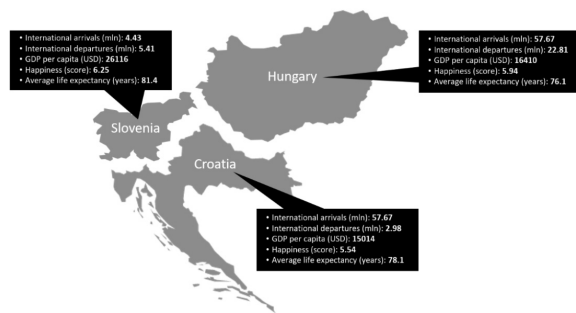 • International arrivals (mln): 4.43
• International departures (mln): 5.41
• GDP per capita (USD): 26116
• Happiness (score): 6.25
• Average life expectancy (years): 81.4
• International arrivals (mln): 57.67
• International departures (mln): 22.81
• GDP per capita (USD): 16410
• Happiness (score): 5.94
• Average life expectancy (years): 76.1
Hungary
Slovenia
Croatia
• International arrivals (mln): 57.67
• International departures (mln): 2.98
• GDP per capita (USD): 15014
• Happiness (score): 5.54
• Average life expectancy (years): 78.1